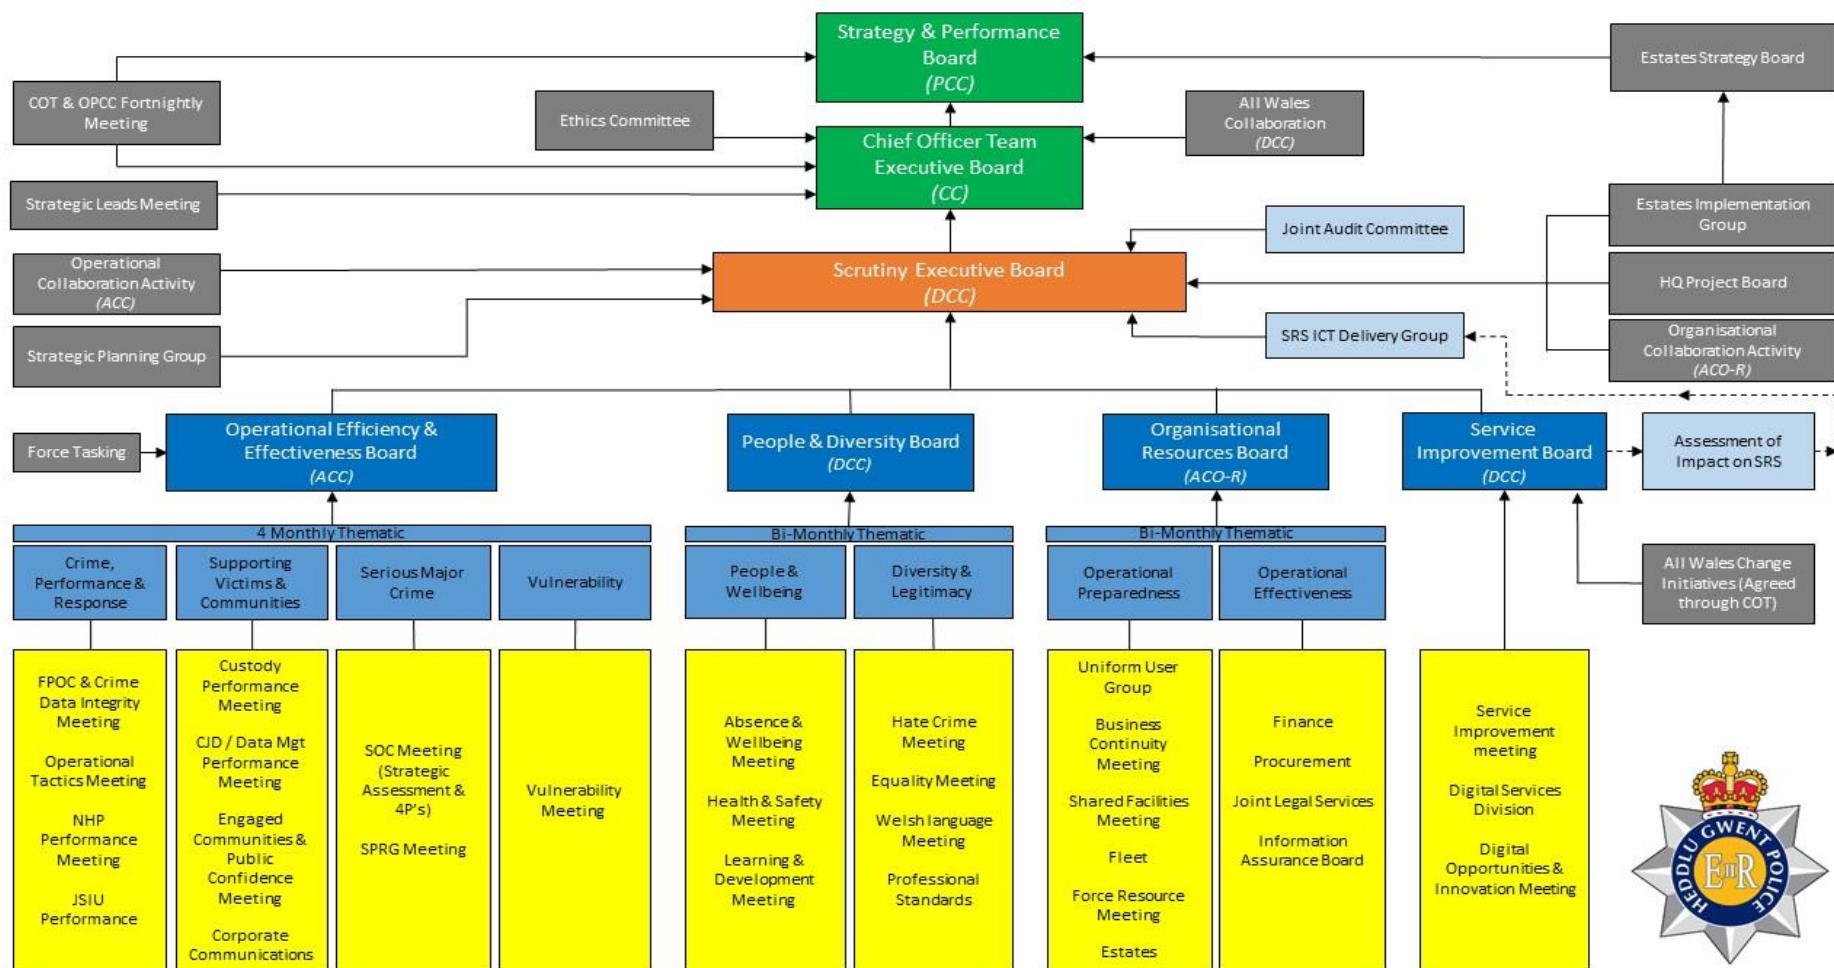 Strategy & Performance
Board
(PCC)
Estates Strategy Board
COT & OPCC Fortnightly
Meeting
Ethics Committee
All Wales
Collaboration
(DCC)
Chief Officer Team
Executive Board
(CC)
Strategic Leads Meeting
Estates Implementation
Group
Joint Audit Committee
Operational
Collaboration Activity
(ACC)
Scrutiny Executive Board
(DCC)
HQ Project Board
Strategic Planning Group
SRS ICT Delivery Group
Organisational
Collaboration Activity
(ACO-R)
Force Tasking
Operational Efficiency &
Effectiveness Board
(ACC)
People & Diversity Board
(DCC)
Organisational
Resources Board
(ACO-R)
Service
Improvement Board
(DCC)
Assessment of
Impact on SRS
4 Monthly Thematic
Bi-Monthly Thematic
Bi-Monthly Thematic
Crime,
Performance &
Response
Supporting
Victims &
Communities
Serious Major
Crime
Vulnerability
People &
Wellbeing
Diversity &
Legitimacy
Operational
Preparedness
Operational
Effectiveness
All Wales Change
Initiatives (Agreed
through COT)
FPOC & Crime
Data Integrity
Meeting
Operational
Tactics Meeting
NHP
Performance
Meeting
JSIU
Performance
Custody
Performance
Meeting
CJD / Data Mgt
Performance
Meeting
Engaged
Communities &
Public
Confidence
Meeting
Corporate
Communications
SOC Meeting
(Strategic
Assessment &
4P's)
SPRG Meeting
Vulnerability
Meeting
Absence &
Wellbeing
Meeting
Health & Safety
Meeting
Learning &
Development
Meeting
Hate Crime
Meeting
Equality Meeting
Welsh language
Meeting
Professional
Standards
Uniform User
Group
Business
Continuity
Meeting
Shared Facilities
Meeting
Fleet
Force Resource
Meeting
Estates
Finance
Procurement
Joint Legal Services
Information
Assurance Board
Service
Improvement
meeting
Digital Services
Division
Digital
Opportunities &
Innovation Meeting
HEDDLU GWENT POLICE
EIIR